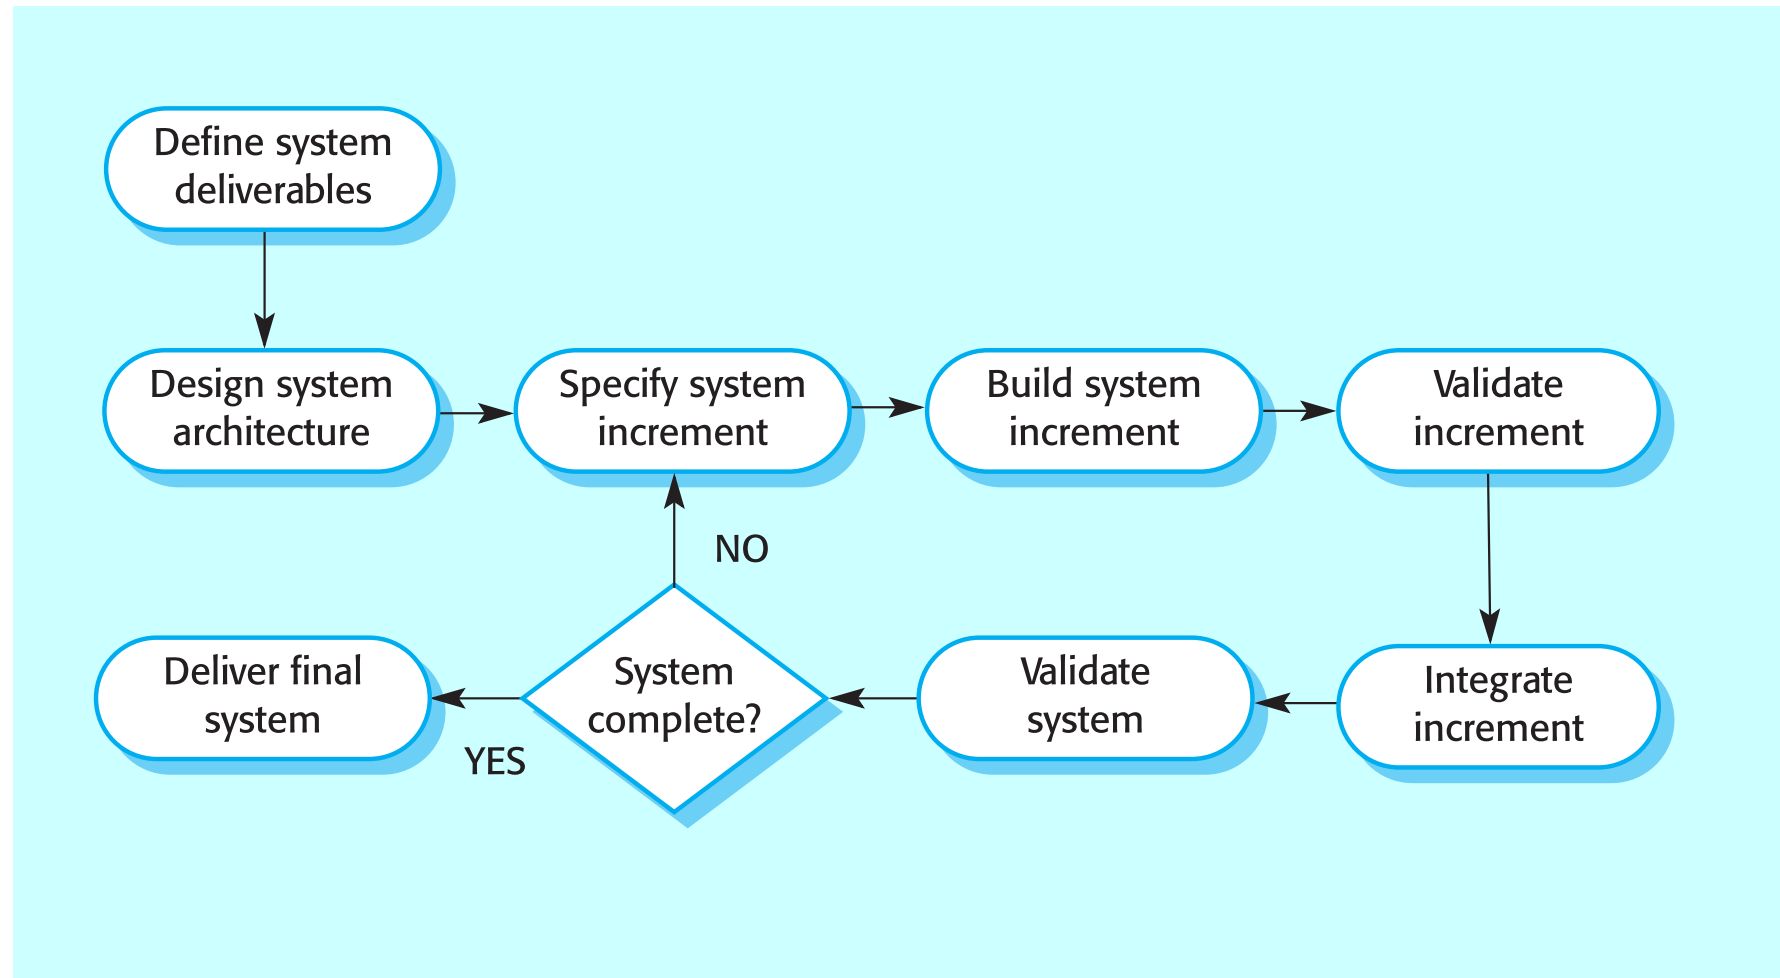 Define system
deliverables
Design system
architecture
Specify system
increment
Build system
increment
Validate
increment
NO
Deliver final
system
YES
System
complete?
Validate
system
Integrate
increment